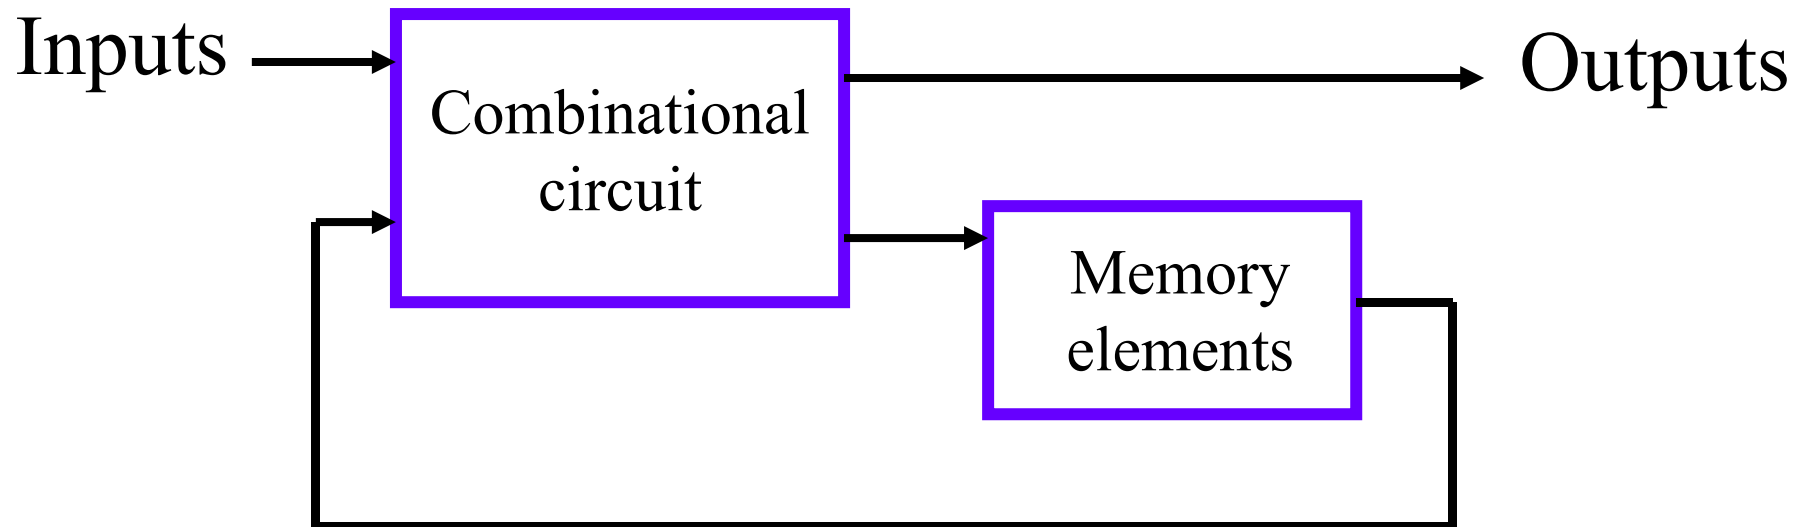 Inputs
Outputs
Combinational
circuit
Memory
elements